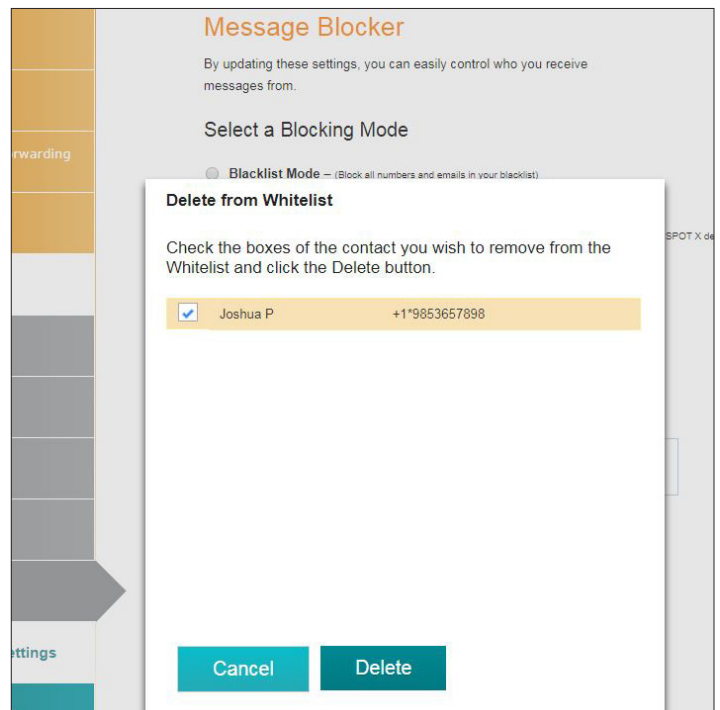 Message Blocker
By updating these settings, you can easily control who you receive
messages from.
Select a Blocking Mode
rwarding
Blacklist Mode – (Block all numbers and emails in your blacklist)
Delete from Whitelist
SPOT X de
Check the boxes of the contact you wish to remove from the
Whitelist and click the Delete button.
Joshua P +1*9853657898
ettings
Cancel Delete